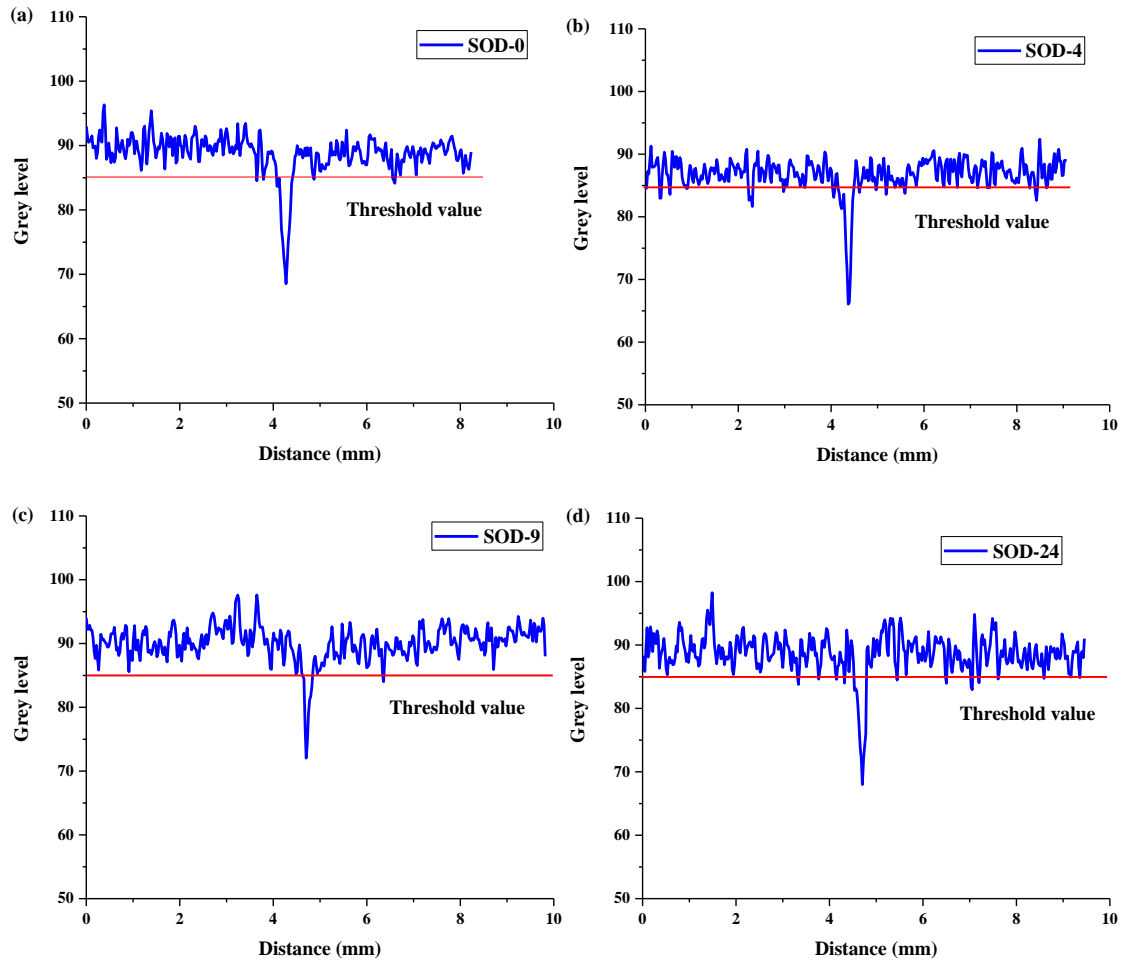 (a)
110
100
90
80
70
60
50
Grey level
SOD-0
Threshold value
0 2 4 6 8 10
Distance (mm)
(b)
110
100
90
80
70
60
50
Grey level
SOD-4
Threshold value
0 2 4 6 8 10
Distance (mm)
(c)
110
100
90
80
70
60
50
Grey level
SOD-9
Threshold value
0 2 4 6 8 10
Distance (mm)
(d)
110
100
90
80
70
60
50
Grey level
SOD-24
Threshold value
0 2 4 6 8 10
Distance (mm)